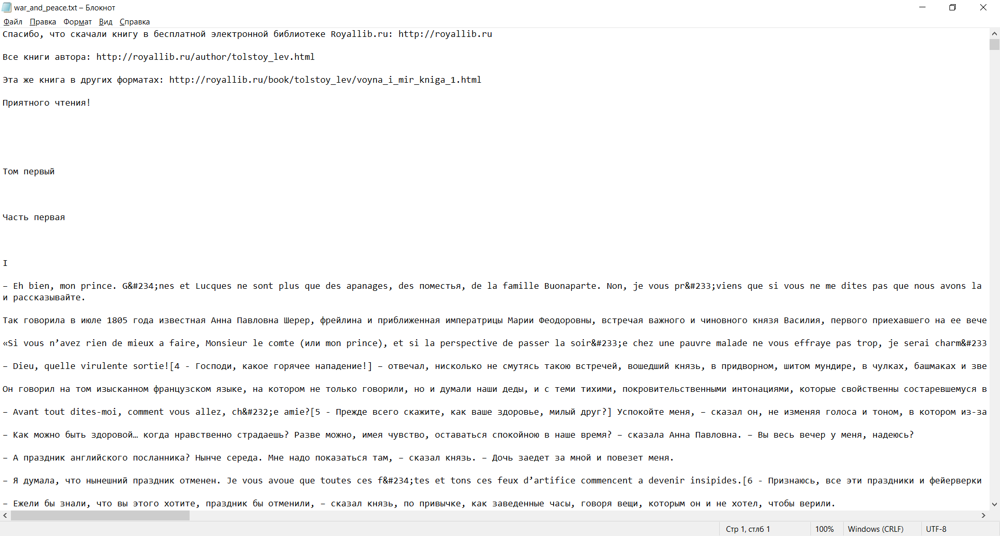 war_and_peace.txt – Блокнот
Файл Правка Формат Вид Справка
Спасибо, что скачали книгу в бесплатной электронной библиотеке Royallib.ru: http://royallib.ru
Все книги автора: http://royallib.ru/author/tolstoy_lev.html
Эта же книга в других форматах: http://royallib.ru/book/tolstoy_lev/voyna_i_mir_kniga_1.html
Приятного чтения!
Том первый
Часть первая
I
– Eh bien, mon prince. G&#234;nes et Lucques ne sont plus que des apanages, des поместья, de la famille Buonaparte. Non, je vous pr&#233;viens que si vous ne me dites pas que nous avons la
и рассказывайте.
Так говорила в июле 1805 года известная Анна Павловна Шерер, фрейлина и приближенная императрицы Марии Феодоровны, встречая важного и чиновного князя Василия, первого приехавшего на ее вече
«Si vous n’avez rien de mieux a faire, Monsieur le comte (или mon prince), et si la perspective de passer la soir&#233;e chez une pauvre malade ne vous effraye pas trop, je serai charm&#233
– Dieu, quelle virulente sortie![4 - Господи, какое горячее нападение!] – отвечал, нисколько не смутясь такою встречей, вошедший князь, в придворном, шитом мундире, в чулках, башмаках и зве
Он говорил на том изысканном французском языке, на котором не только говорили, но и думали наши деды, и с теми тихими, покровительственными интонациями, которые свойственны состаревшемуся в
– Avant tout dites-moi, comment vous allez, ch&#232;e amie?[5 - Прежде всего скажите, как ваше здоровье, милый друг?] Успокойте меня, – сказал он, не изменяя голоса и тоном, в котором из-за
– Как можно быть здоровой… когда нравственно страдаешь? Разве можно, имея чувство, оставаться спокойною в наше время? – сказала Анна Павловна. – Вы весь вечер у меня, надеюсь?
– А праздник английского посланника? Нынче середа. Мне надо показаться там, – сказал князь. – Дочь заедет за мной и повезет меня.
– Я думала, что нынешний праздник отменен. Je vous avoue que toutes ces f&#234;tes et tons ces feux d’artifice commencent a devenir insipides.[6 - Признаюсь, все эти праздники и фейерверки
– Ежели бы знали, что вы этого хотите, праздник бы отменили, – сказал князь, по привычке, как заведенные часы, говоря вещи, которым он и не хотел, чтобы верили.
Стр 1, стлб 1 100% Windows (CRLF) UTF-8